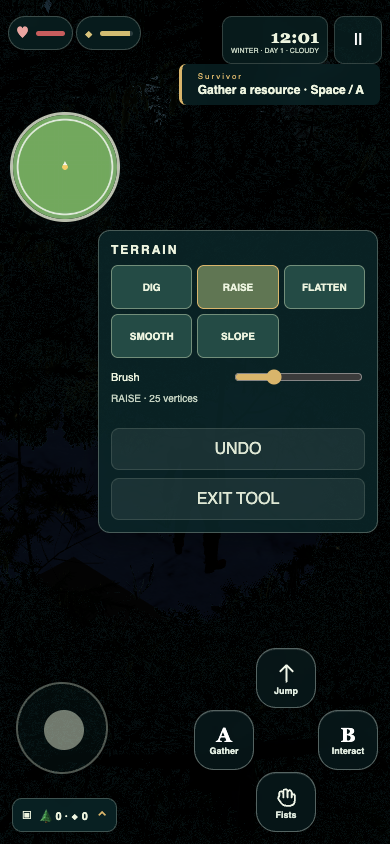 12:01
WINTER · DAY 1 · CLOUDY
Survivor
Gather a resource · Space / A
TERRAIN
DIG
RAISE
FLATTEN
SMOOTH
SLOPE
Brush
RAISE · 25 vertices
UNDO
EXIT TOOL
Jump
A
Gather
B
Interact
Fists
0 · ◆ 0